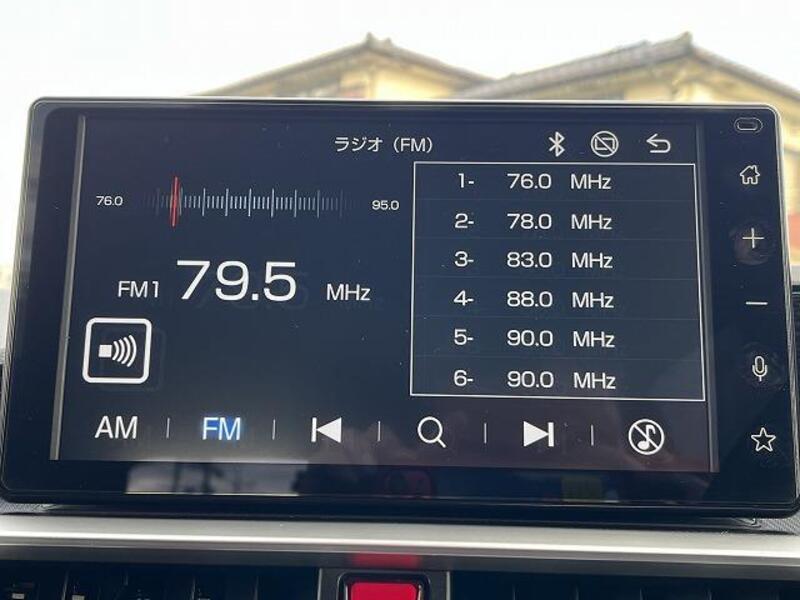 ラジオ（FM）
76.0
95.0
FM1 79.5 MHz
1- 76.0 MHz
2- 78.0 MHz
3- 83.0 MHz
4- 88.0 MHz
5- 90.0 MHz
6- 90.0 MHz
AM
FM